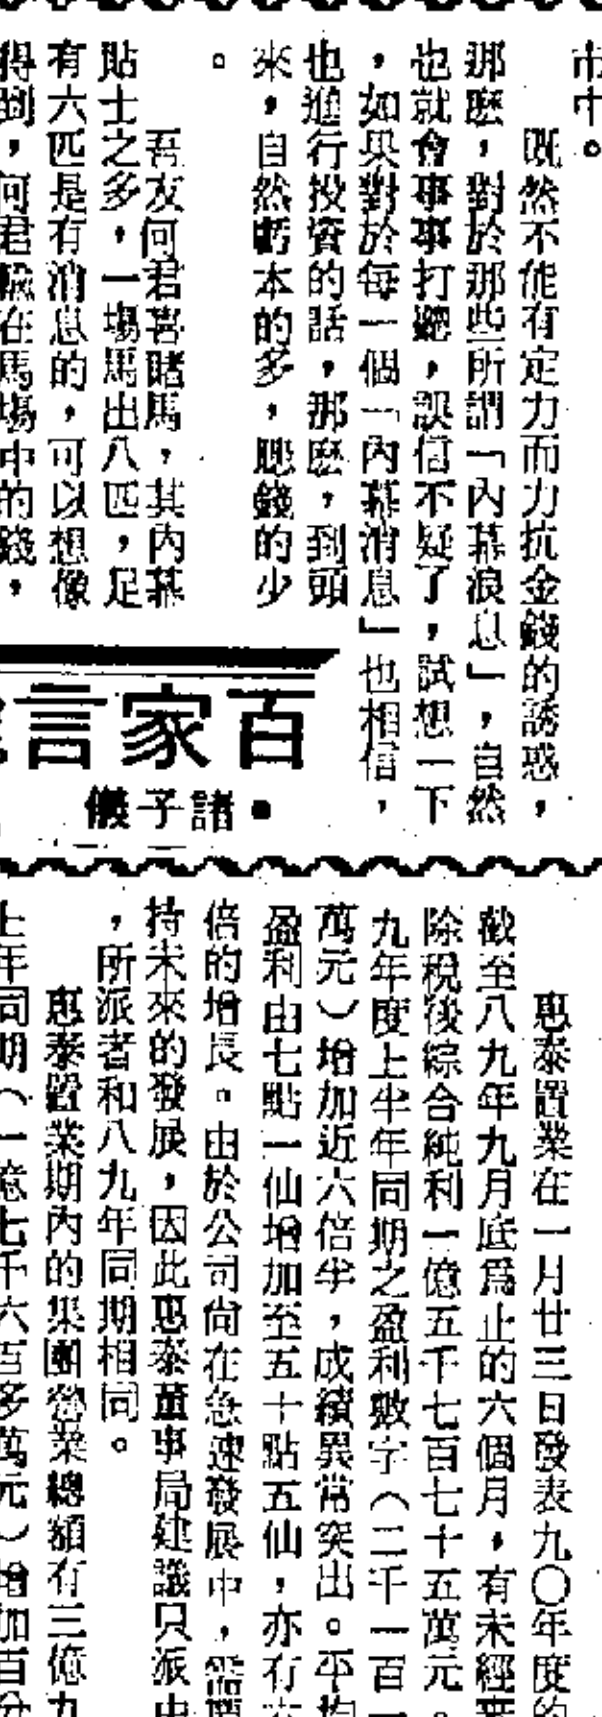 市中。
既然不能有定力而力抗金錢的誘惑，
那麼，對於那些所謂「內幕浪息」，自然
也就會事事打聽，誤信不疑了，試想一下
，如果對於每一個「內幕消息」也相信，
也進行投資的話，那麼，到頭
來，自然虧本的多，賺錢的少
。
吾友何君喜賭馬，其內幕
貼士之多，一場馬出八匹，足
有六匹是有消息的，可以想像
得到，何君輸在馬場中的錢，
百家言
●諸子儀
惠泰置業在一月廿三日發表九〇年度的
截至八九年九月底爲止的六個月，有未經
除稅後綜合純利一億五千七百七十五萬元。
九年度上半年同期之盈利數字（二千一百一
萬元）增加近六倍半，成績異常突出。平均
盈利由七點一仙增加至五十點五仙，亦有
倍的增長。由於公司尚在急速發展中，需
持未來的發展，因此惠泰董事局建議只派
，所派者和八九年同期相同。
惠泰置業期內的集團營業總額有三億九
上年同期（一億七千六百多萬元）增加百分